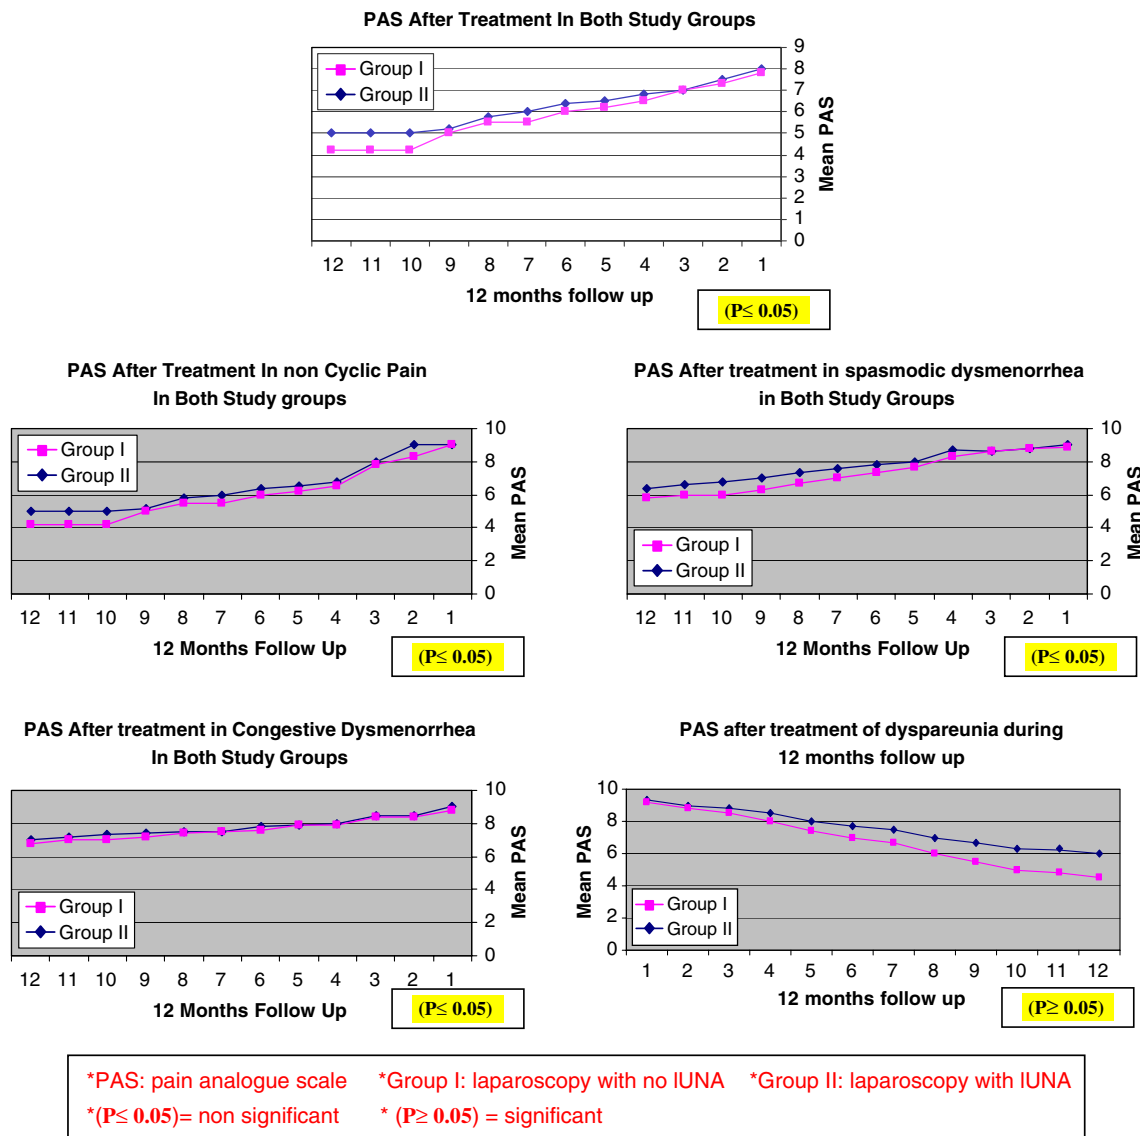 PAS After Treatment In Both Study Groups
Group I
Group II
9
8
7
6
5
4
3
2
1
0
Mean PAS
12 11 10 9 8 7 6 5 4 3 2 1
12 months follow up
(P≤ 0.05)
PAS After Treatment In non Cyclic Pain
In Both Study groups
Group I
Group II
10
8
6
4
2
0
Mean PAS
12 11 10 9 8 7 6 5 4 3 2 1
12 Months Follow Up
(P≤ 0.05)
PAS After treatment in spasmodic dysmenorrhea
in Both Study Groups
Group I
Group II
10
8
6
4
2
0
Mean PAS
12 11 10 9 8 7 6 5 4 3 2 1
12 Months Follow Up
(P≤ 0.05)
PAS After treatment in Congestive Dysmenorrhea
In Both Study Groups
Group I
Group II
10
8
6
4
2
0
Mean PAS
12 11 10 9 8 7 6 5 4 3 2 1
12 Months Follow Up
(P≤ 0.05)
PAS after treatment of dyspareunia during
12 months follow up
Mean PAS
10
8
6
4
2
0
Group I
Group II
1 2 3 4 5 6 7 8 9 10 11 12
12 months follow up
(P≥ 0.05)
*PAS: pain analogue scale *Group I: laparoscopy with no lUNA *Group II: laparoscopy with lUNA
*(P≤ 0.05)= non significant * (P≥ 0.05) = significant